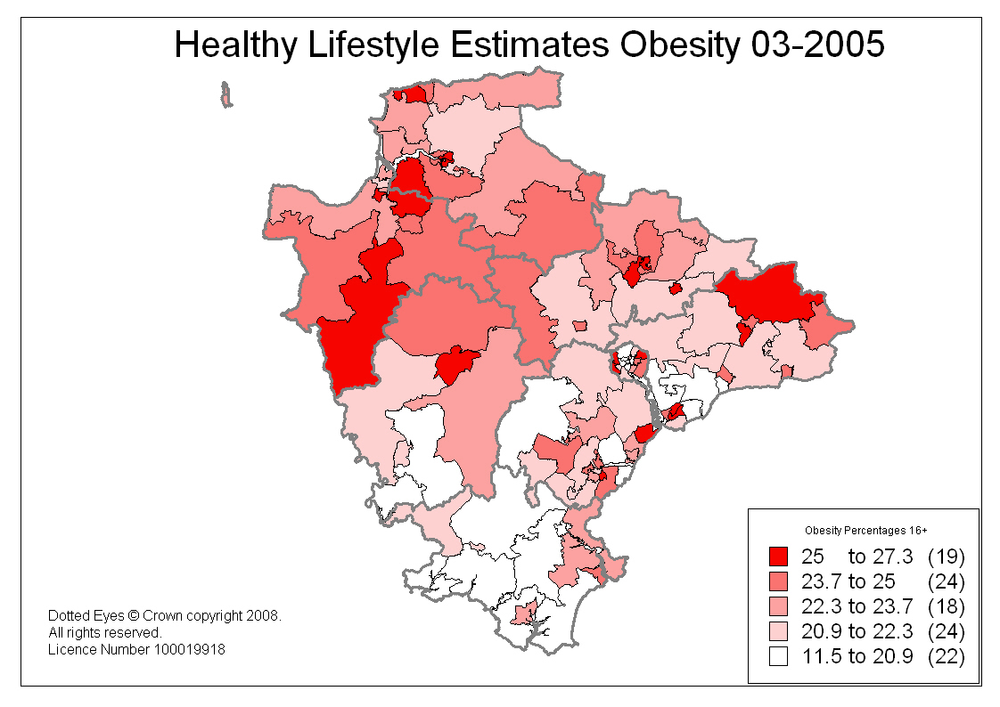 Healthy Lifestyle Estimates Obesity 03-2005
Obesity Percentages 16+
25 to 27.3 (19)
23.7 to 25 (24)
22.3 to 23.7 (18)
20.9 to 22.3 (24)
11.5 to 20.9 (22)
Dotted Eyes © Crown copyright 2008.
All rights reserved.
Licence Number 100019918